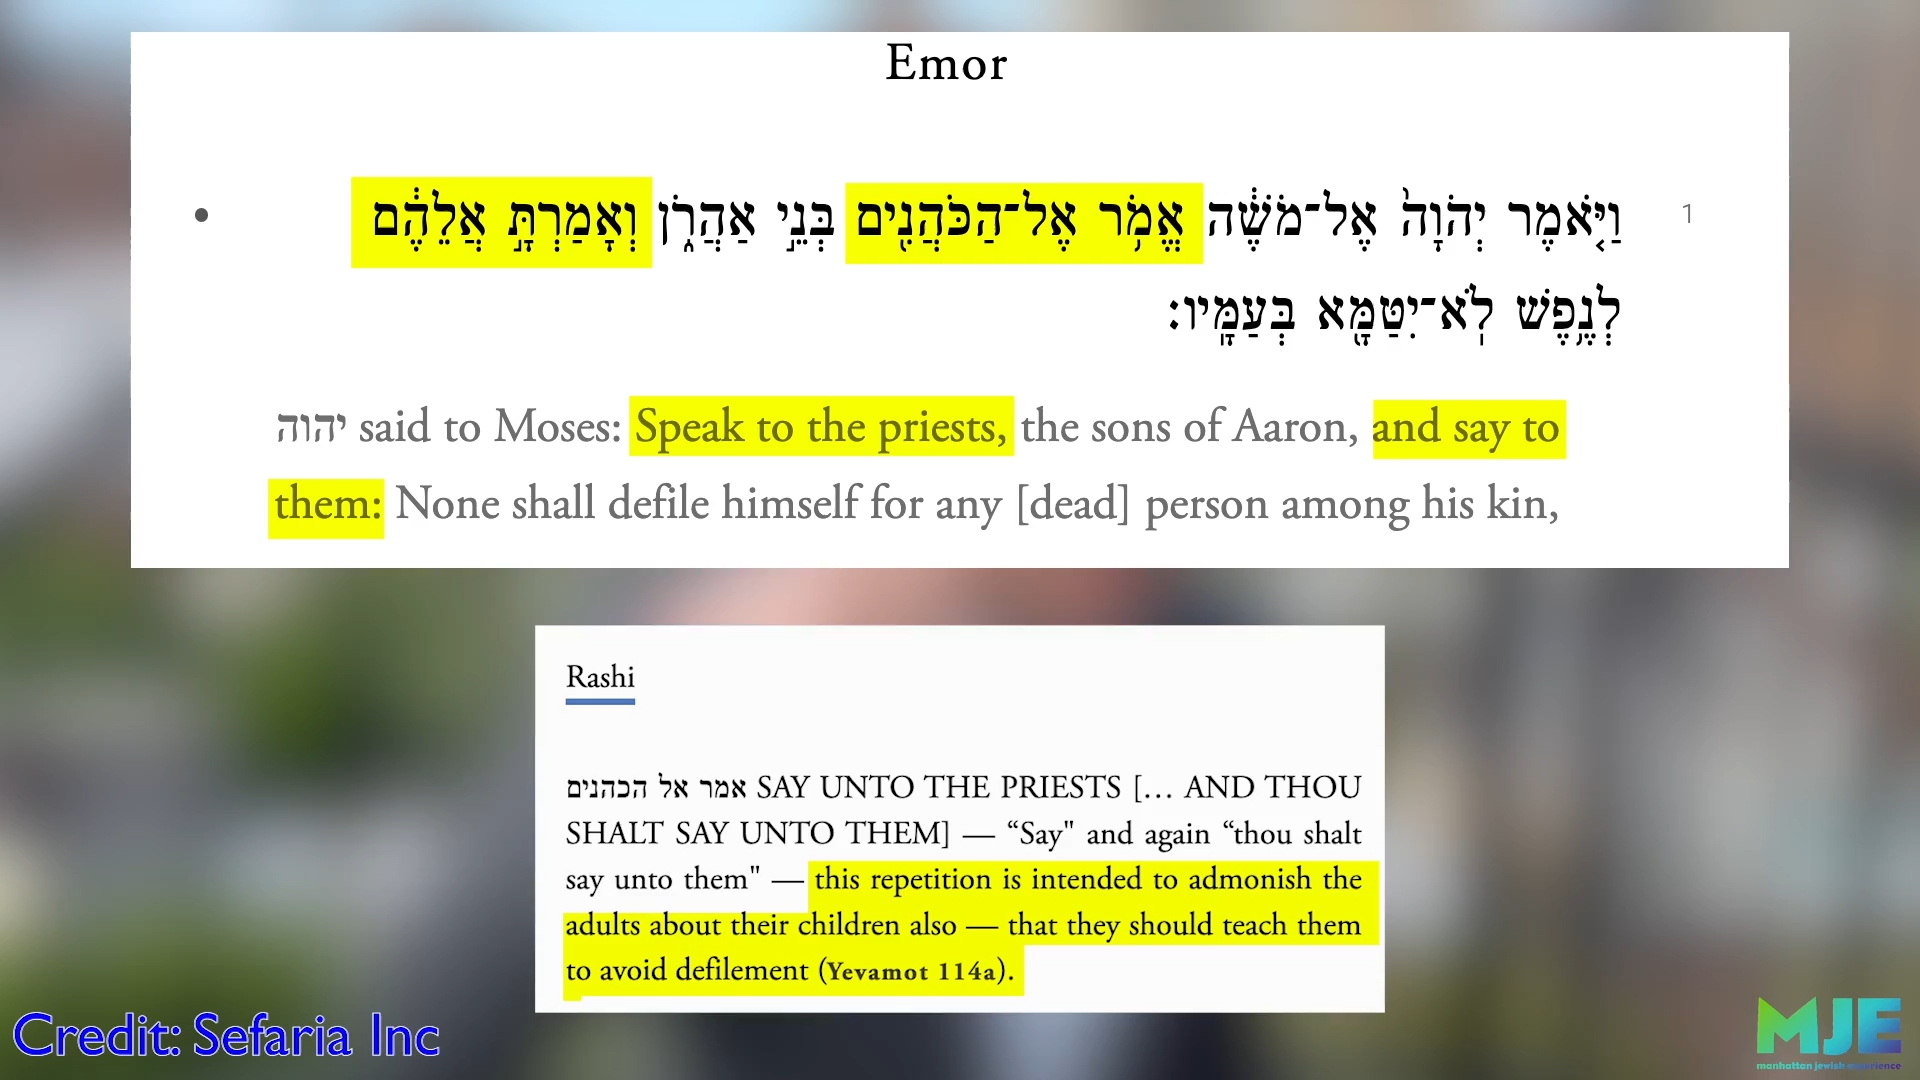 Emor
1
וַיֹּ֤אמֶר יְהֹוָה֙ אֶל־מֹשֶׁ֔ה אֱמֹ֥ר אֶל־הַכֹּהֲנִ֖ים בְּנֵ֣י אַהֲרֹ֑ן וְאָמַרְתָּ֣ אֲלֵהֶ֔ם
לְנֶ֥פֶשׁ לֹֽא־יִטַּמָּ֖א בְּעַמָּֽיו׃
יהוה said to Moses: Speak to the priests, the sons of Aaron, and say to
them: None shall defile himself for any [dead] person among his kin,
Rashi
אמר אל הכהנים SAY UNTO THE PRIESTS [… AND THOU
SHALT SAY UNTO THEM] — “Say" and again “thou shalt
say unto them" — this repetition is intended to admonish the
adults about their children also — that they should teach them
to avoid defilement (Yevamot 114a).
Credit: Sefaria Inc
MJE
manhattan jewish experience